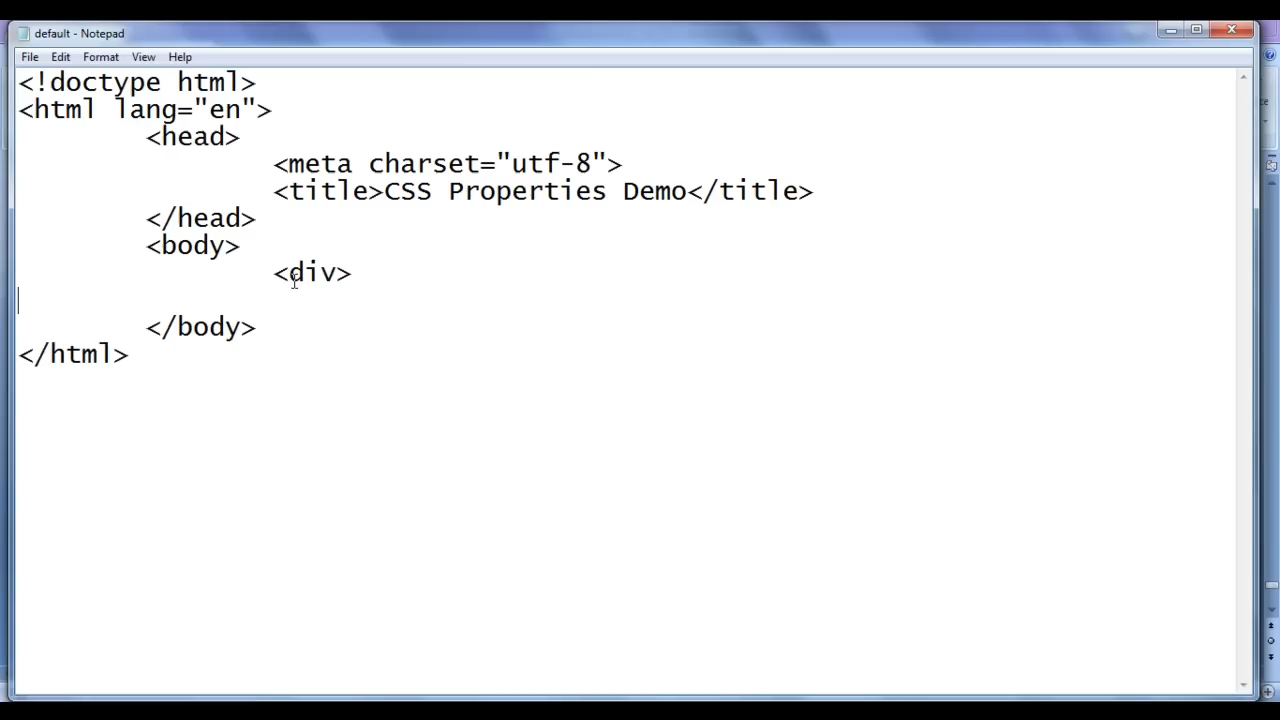 default - Notepad
File Edit Format View Help
<!doctype html>
<html lang="en">
<head>
<meta charset="utf-8">
<title>CSS Properties Demo</title>
</head>
<body>
<div>
</body>
</html>